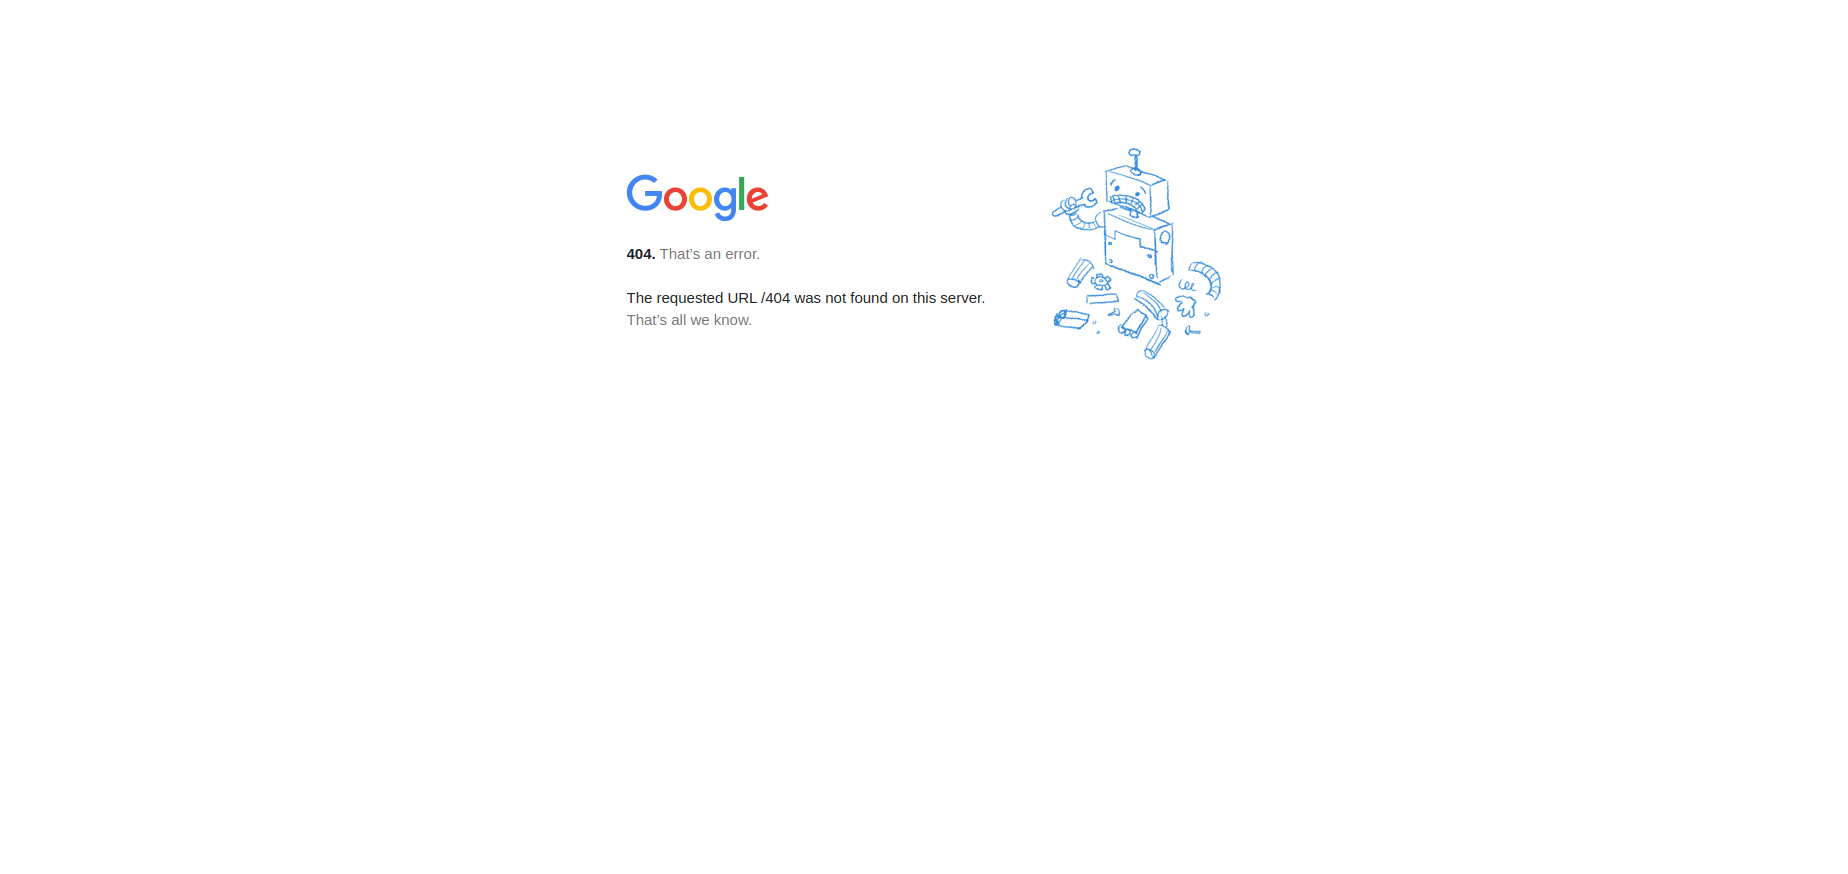 Google
404. That’s an error.
The requested URL /404 was not found on this server.
That’s all we know.